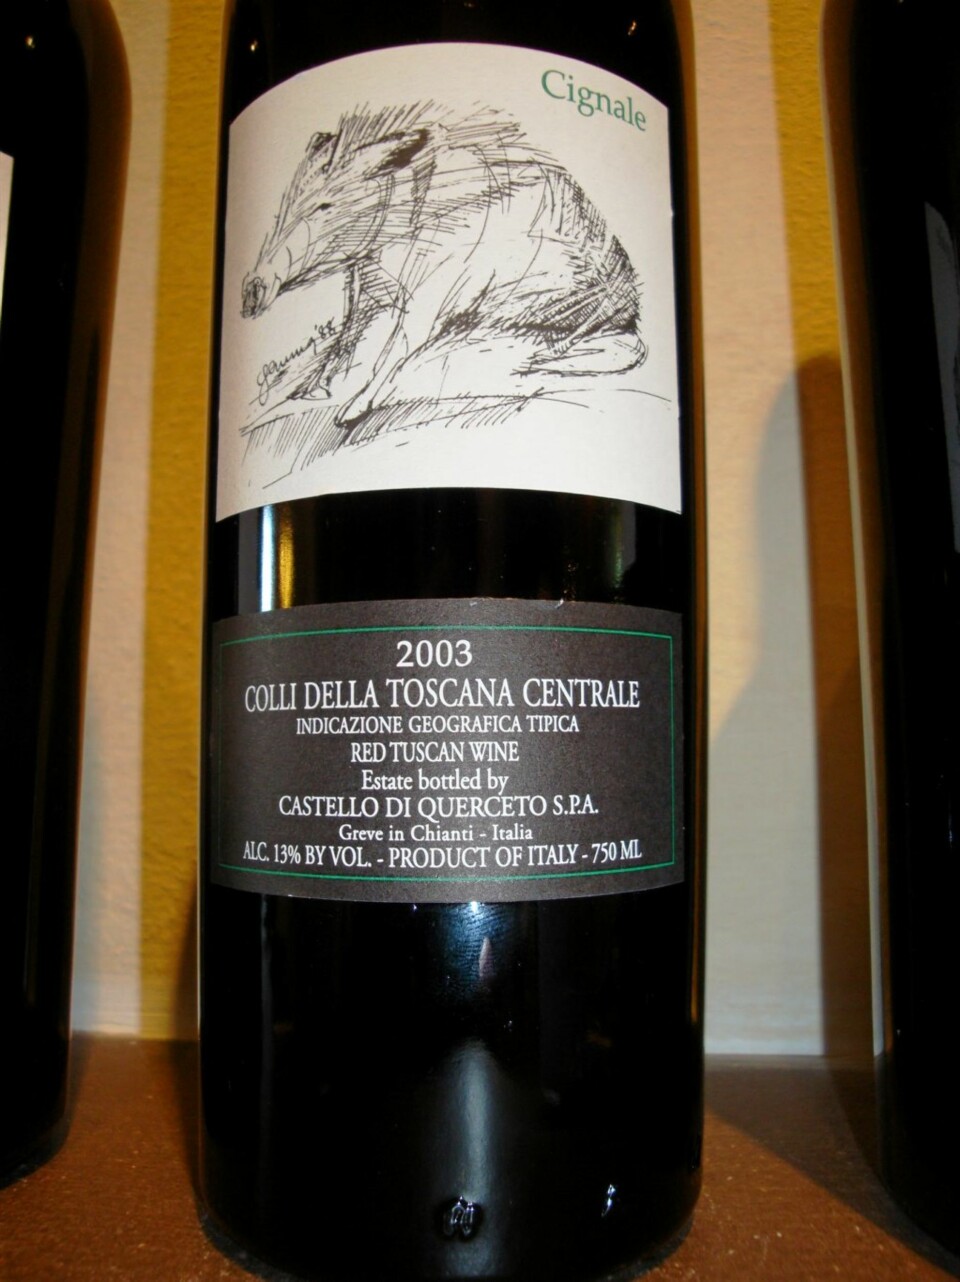 Cignale
'88
2003
COLLI DELLA TOSCANA CENTRALE
INDICAZIONE GEOGRAFICA TIPICA
RED TUSCAN WINE
Estate bottled by
CASTELLO DI QUERCETO S.P.A.
Greve in Chianti - Italia
ALC. 13% BY VOL. - PRODUCT OF ITALY - 750 ML